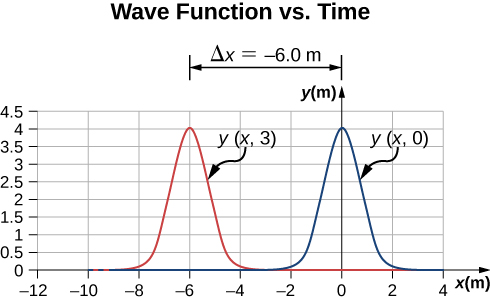 Wave Function vs. Time
Δx = –6.0 m
y(m)
4.5
4
3.5
3
2.5
2
1.5
1
0.5
0
y (x, 3)
y (x, 0)
–12 –10 –8 –6 –4 –2 0 2 4
x(m)